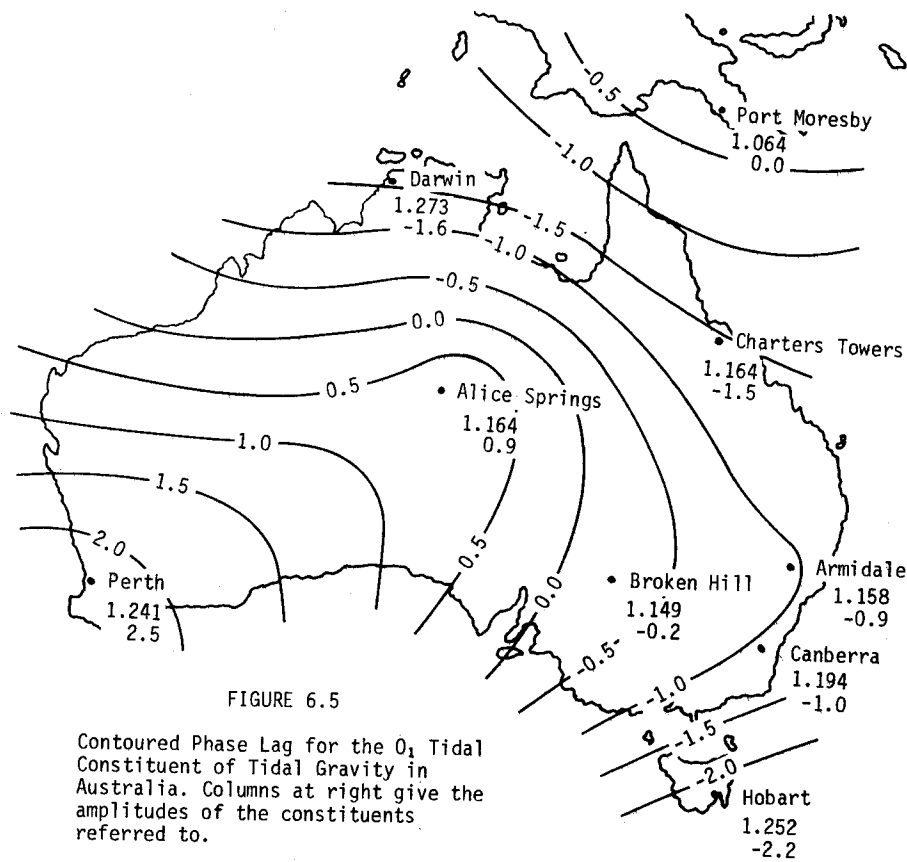 -0.5
Port Moresby
1.064
0.0
-1.0
Darwin
1.273
-1.6
-1.5
-1.0
-0.5
0.0
Charters Towers
1.164
-1.5
0.5
Alice Springs
1.164
0.9
1.0
1.5
2.0
Perth
1.241
2.5
0.5
0.0
Broken Hill
1.149
-0.2
Armidale
1.158
-0.9
-0.5-
Canberra
1.194
-1.0
-1.0
-1.5
-2.0
Hobart
1.252
-2.2
FIGURE 6.5
Contoured Phase Lag for the O₁ Tidal
Constituent of Tidal Gravity in
Australia. Columns at right give the
amplitudes of the constituents
referred to.